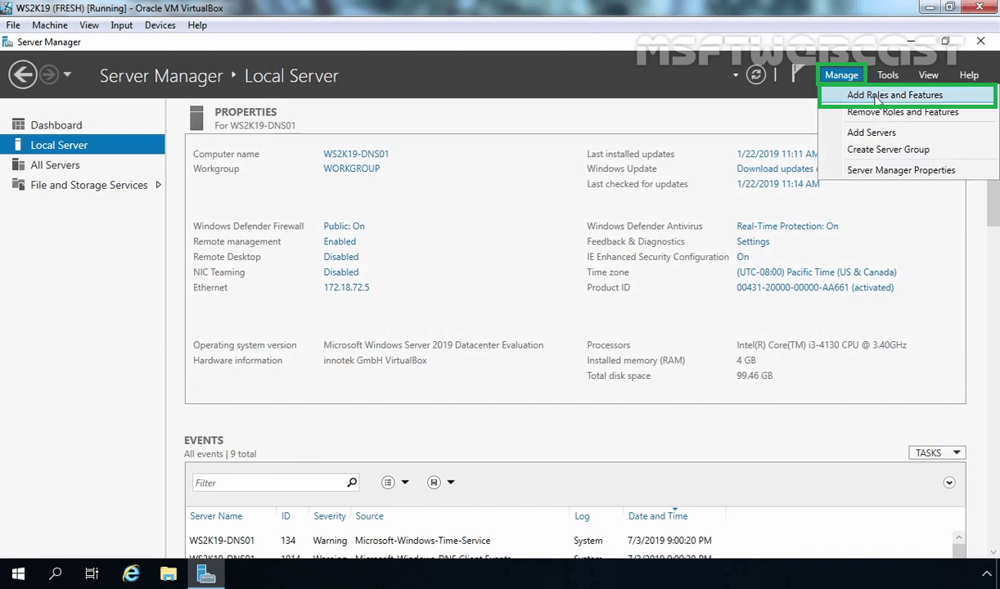 WS2K19 (FRESH) [Running] - Oracle VM VirtualBox
File Machine View Input Devices Help
Server Manager
MSFTWEBCAST
Server Manager ‣ Local Server
Manage Tools View Help
Add Roles and Features
Remove Roles and Features
Add Servers
Create Server Group
Server Manager Properties
Dashboard
Local Server
All Servers
File and Storage Services
PROPERTIES
For WS2K19-DNS01
Computer name WS2K19-DNS01
Workgroup WORKGROUP
Last installed updates 1/22/2019 11:11 AM
Windows Update Download updates
Last checked for updates 1/22/2019 11:14 AM
Windows Defender Firewall Public: On
Remote management Enabled
Remote Desktop Disabled
NIC Teaming Disabled
Ethernet 172.18.72.5
Windows Defender Antivirus Real-Time Protection: On
Feedback & Diagnostics Settings
IE Enhanced Security Configuration On
Time zone (UTC-08:00) Pacific Time (US & Canada)
Product ID 00431-20000-00000-AA661 (activated)
Operating system version Microsoft Windows Server 2019 Datacenter Evaluation
Hardware information innotek GmbH VirtualBox
Processors Intel(R) Core(TM) i3-4130 CPU @ 3.40GHz
Installed memory (RAM) 4 GB
Total disk space 99.46 GB
EVENTS
All events | 9 total
TASKS
Filter
Server Name ID Severity Source Log Date and Time
WS2K19-DNS01 134 Warning Microsoft-Windows-Time-Service System 7/3/2019 9:00:20 PM